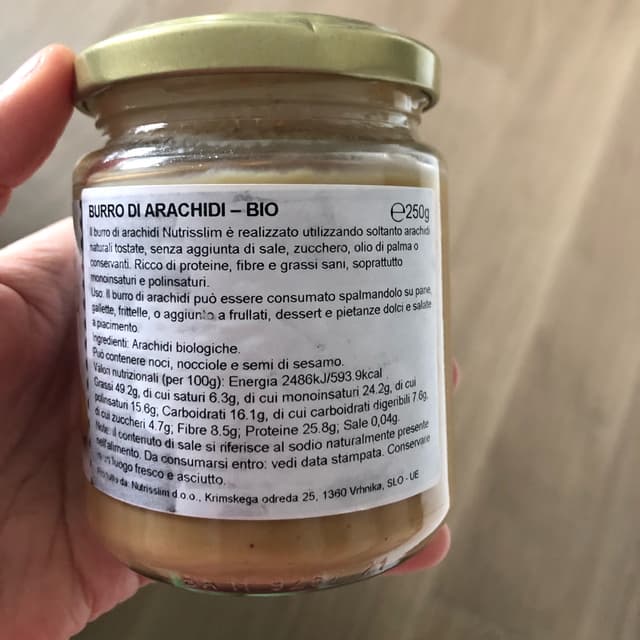 BURRO DI ARACHIDI – BIO ℮250g
Il burro di arachidi Nutrisslim è realizzato utilizzando soltanto arachidi
naturali tostate, senza aggiunta di sale, zucchero, olio di palma o
conservanti. Ricco di proteine, fibre e grassi sani, soprattutto
monoinsaturi e polinsaturi.
Uso. Il burro di arachidi può essere consumato spalmandolo su pane,
gallette, frittelle, o aggiunto a frullati, dessert e pietanze dolci e salate
a piacimento.
Ingredienti: Arachidi biologiche.
Può contenere noci, nocciole e semi di sesamo.
Valori nutrizionali (per 100g): Energia 2486kJ/593.9kcal
Grassi 49.2g, di cui saturi 6.3g, di cui monoinsaturi 24.2g, di cui
polinsaturi 15.6g; Carboidrati 16.1g, di cui carboidrati digeribili 7.6g,
di cui zuccheri 4.7g; Fibre 8,5g; Proteine 25.8g; Sale 0,04g.
Note: il contenuto di sale si riferisce al sodio naturalmente presente
nell'alimento. Da consumarsi entro: vedi data stampata. Conservare
in un luogo fresco e asciutto.
da: Nutrisslim d.o.o., Krimskega odreda 25, 1360 Vrhnika, SLO - UE